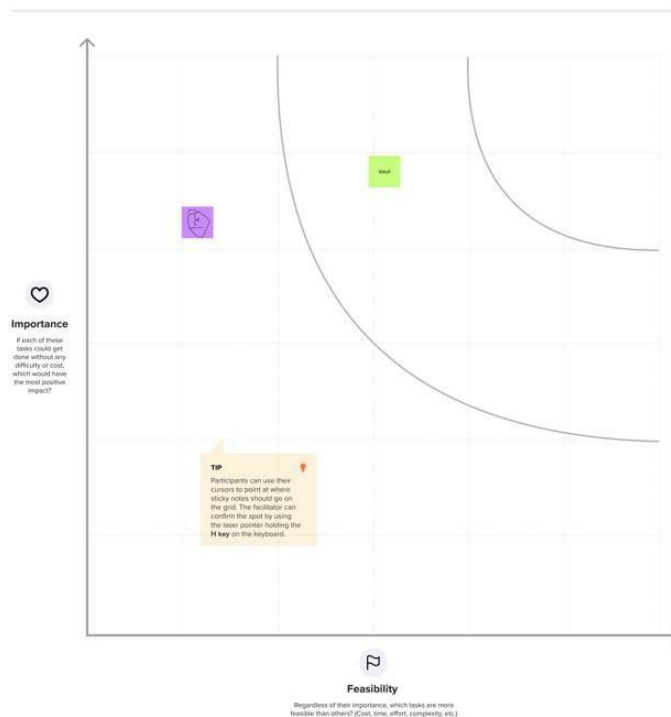 Importance
If each of these
tasks could get
done without any
difficulty or cost,
which would have
the most positive
impact?
TIP
Participants can use their
cursors to point at where
sticky notes should go on
the grid. The facilitator can
confirm the spot by using
the laser pointer holding the
H key on the keyboard.
Feasibility
Regardless of their importance, which tasks are more
feasible than others? (Cost, time, effort, complexity, etc.)